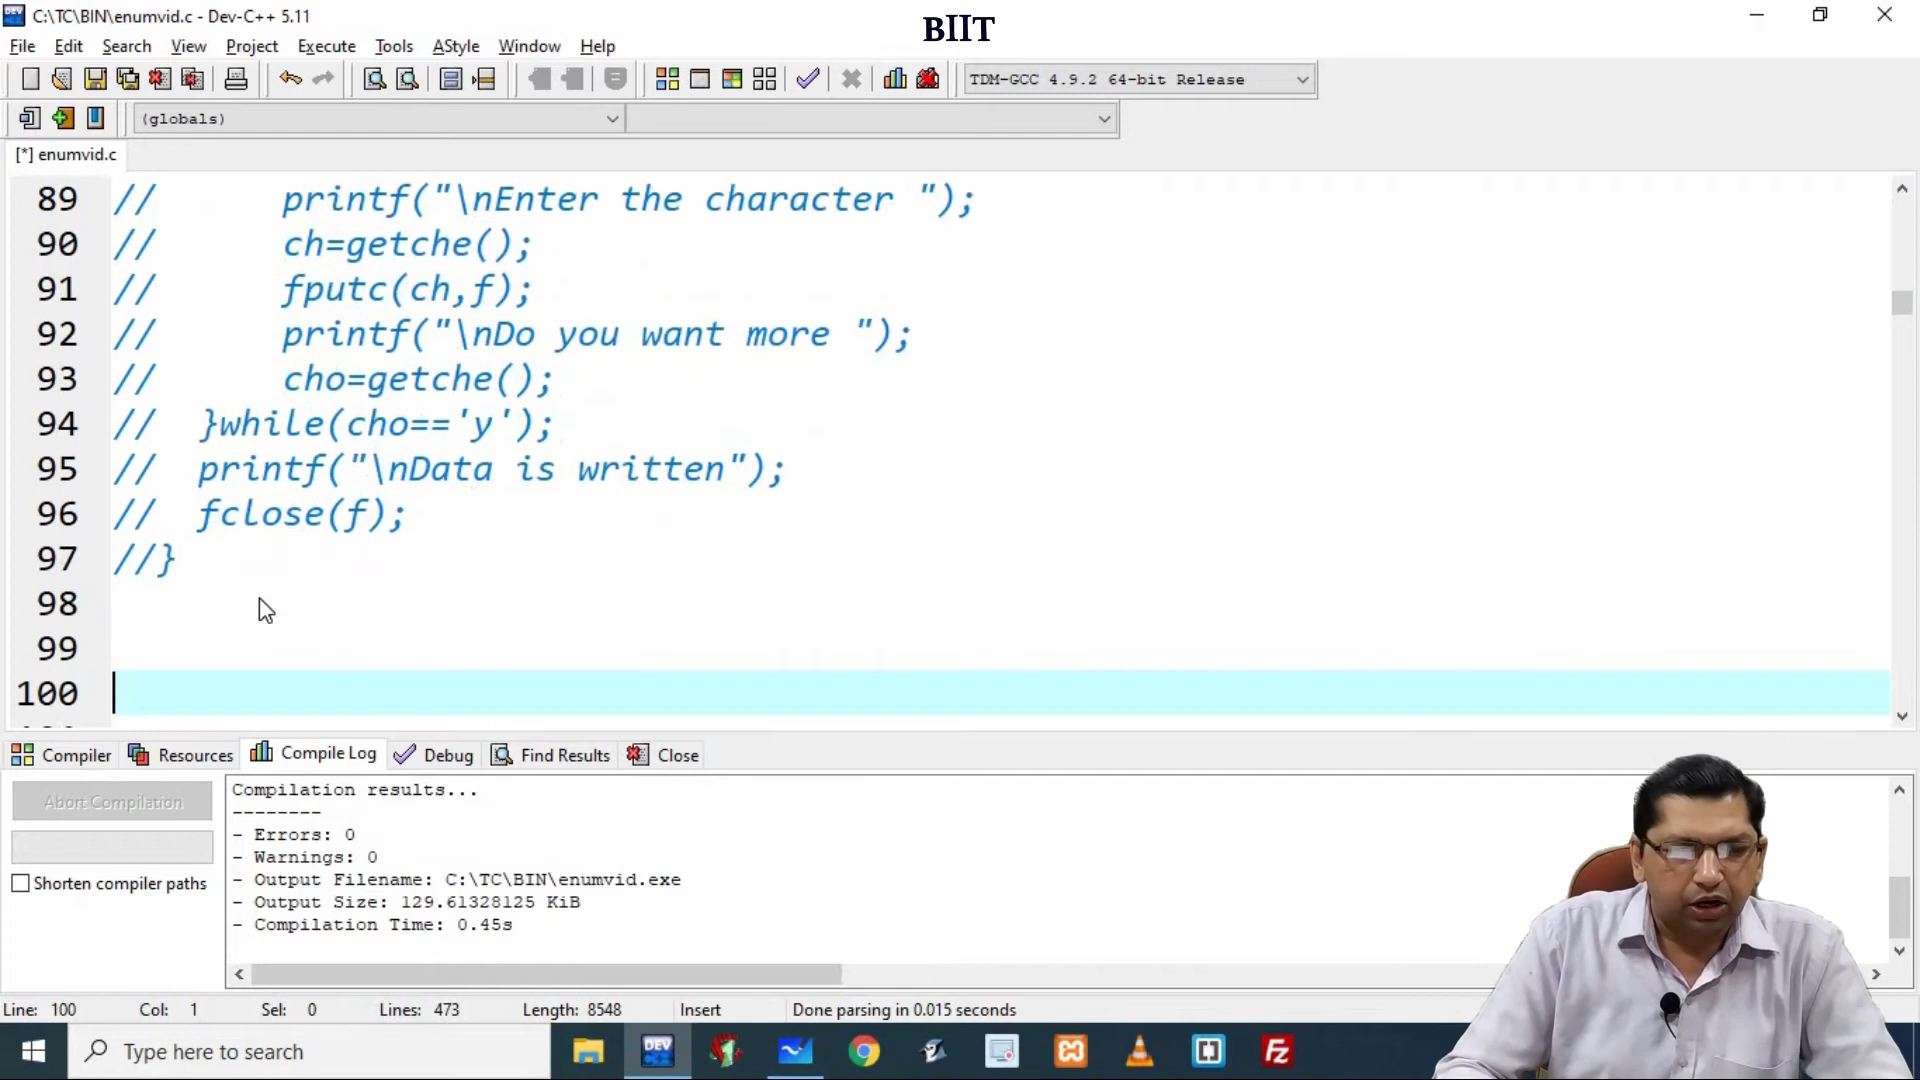 C:\TC\BIN\enumvid.c - Dev-C++ 5.11
BIIT
File Edit Search View Project Execute Tools AStyle Window Help
TDM-GCC 4.9.2 64-bit Release
(globals)
[*] enumvid.c
89 // printf("\nEnter the character ");
90 // ch=getche();
91 // fputc(ch,f);
92 // printf("\nDo you want more ");
93 // cho=getche();
94 // }while(cho=='y');
95 // printf("\nData is written");
96 // fclose(f);
97 //}
98
99
100
Compiler Resources Compile Log Debug Find Results Close
Abort Compilation
Shorten compiler paths
Compilation results...
--------
- Errors: 0
- Warnings: 0
- Output Filename: C:\TC\BIN\enumvid.exe
- Output Size: 129.61328125 KiB
- Compilation Time: 0.45s
Line: 100 Col: 1 Sel: 0 Lines: 473 Length: 8548 Insert Done parsing in 0.015 seconds
Type here to search
DEV
Fz